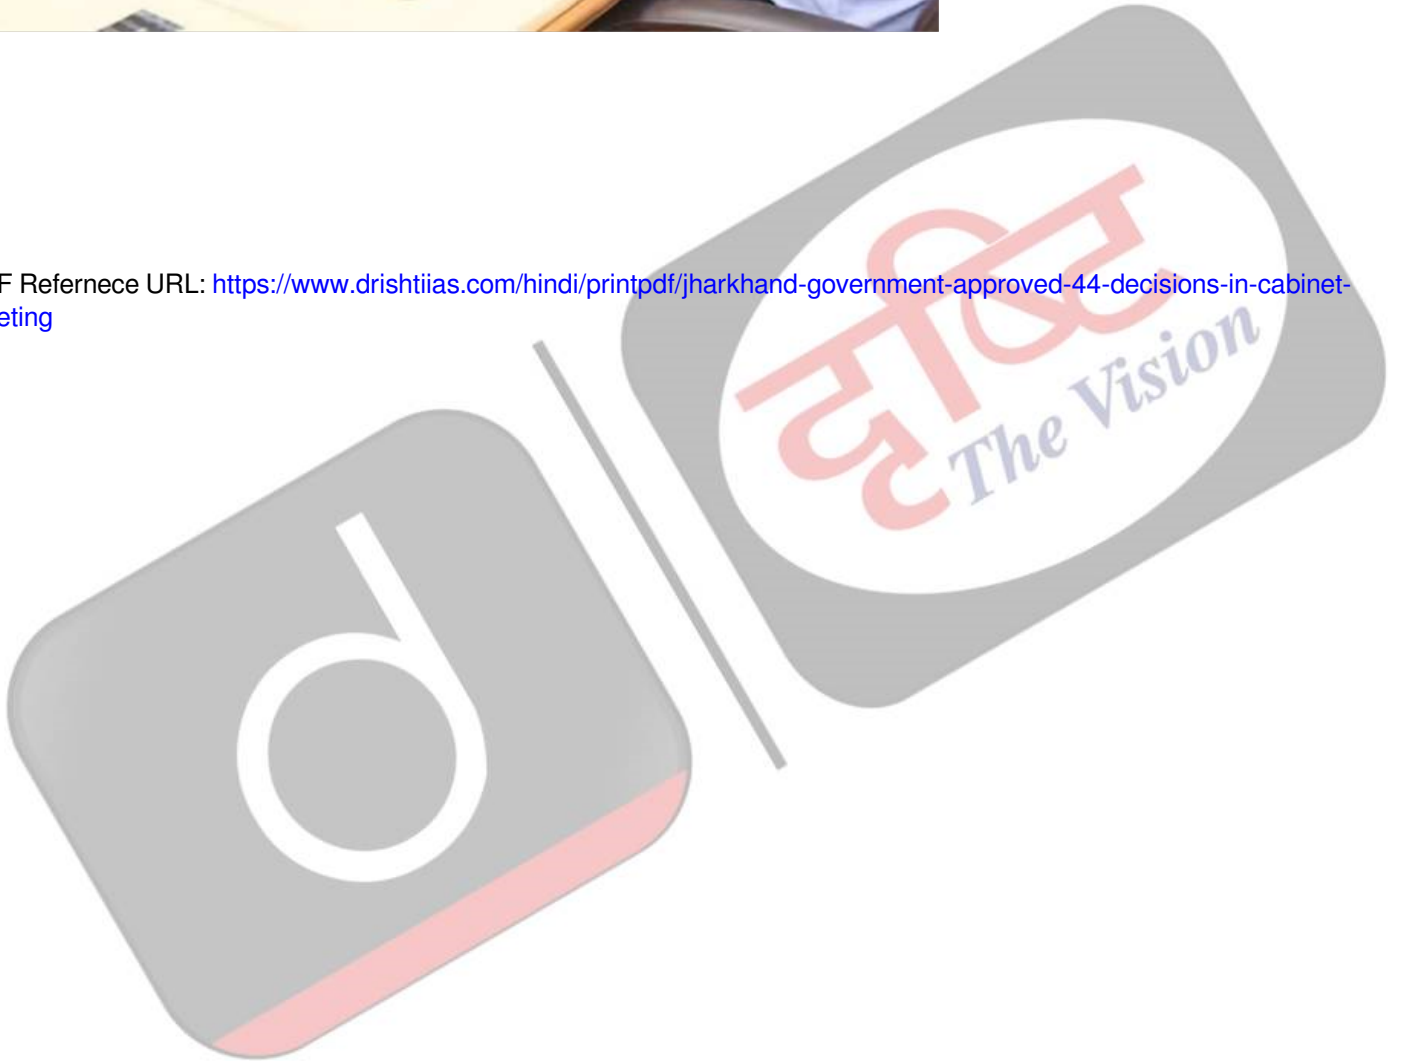 F Refernece URL: https://www.drishtiias.com/hindi/printpdf/jharkhand-government-approved-44-decisions-in-cabinet-
eting
दृष्टि
The Vision
d